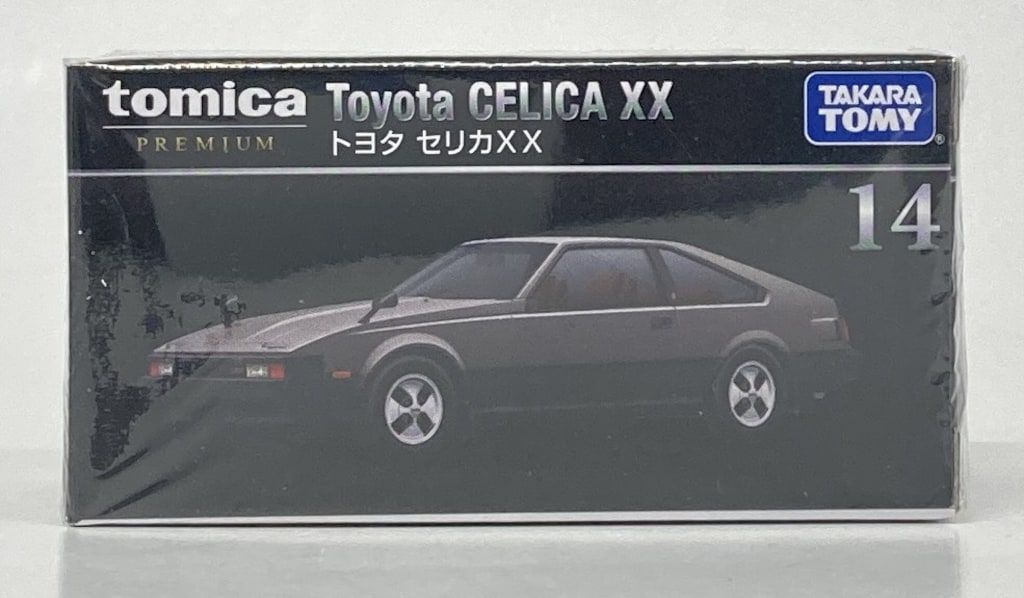 tomica
PREMIUM
Toyota CELICA XX
トヨタ セリカXX
TAKARA
TOMY
®
14